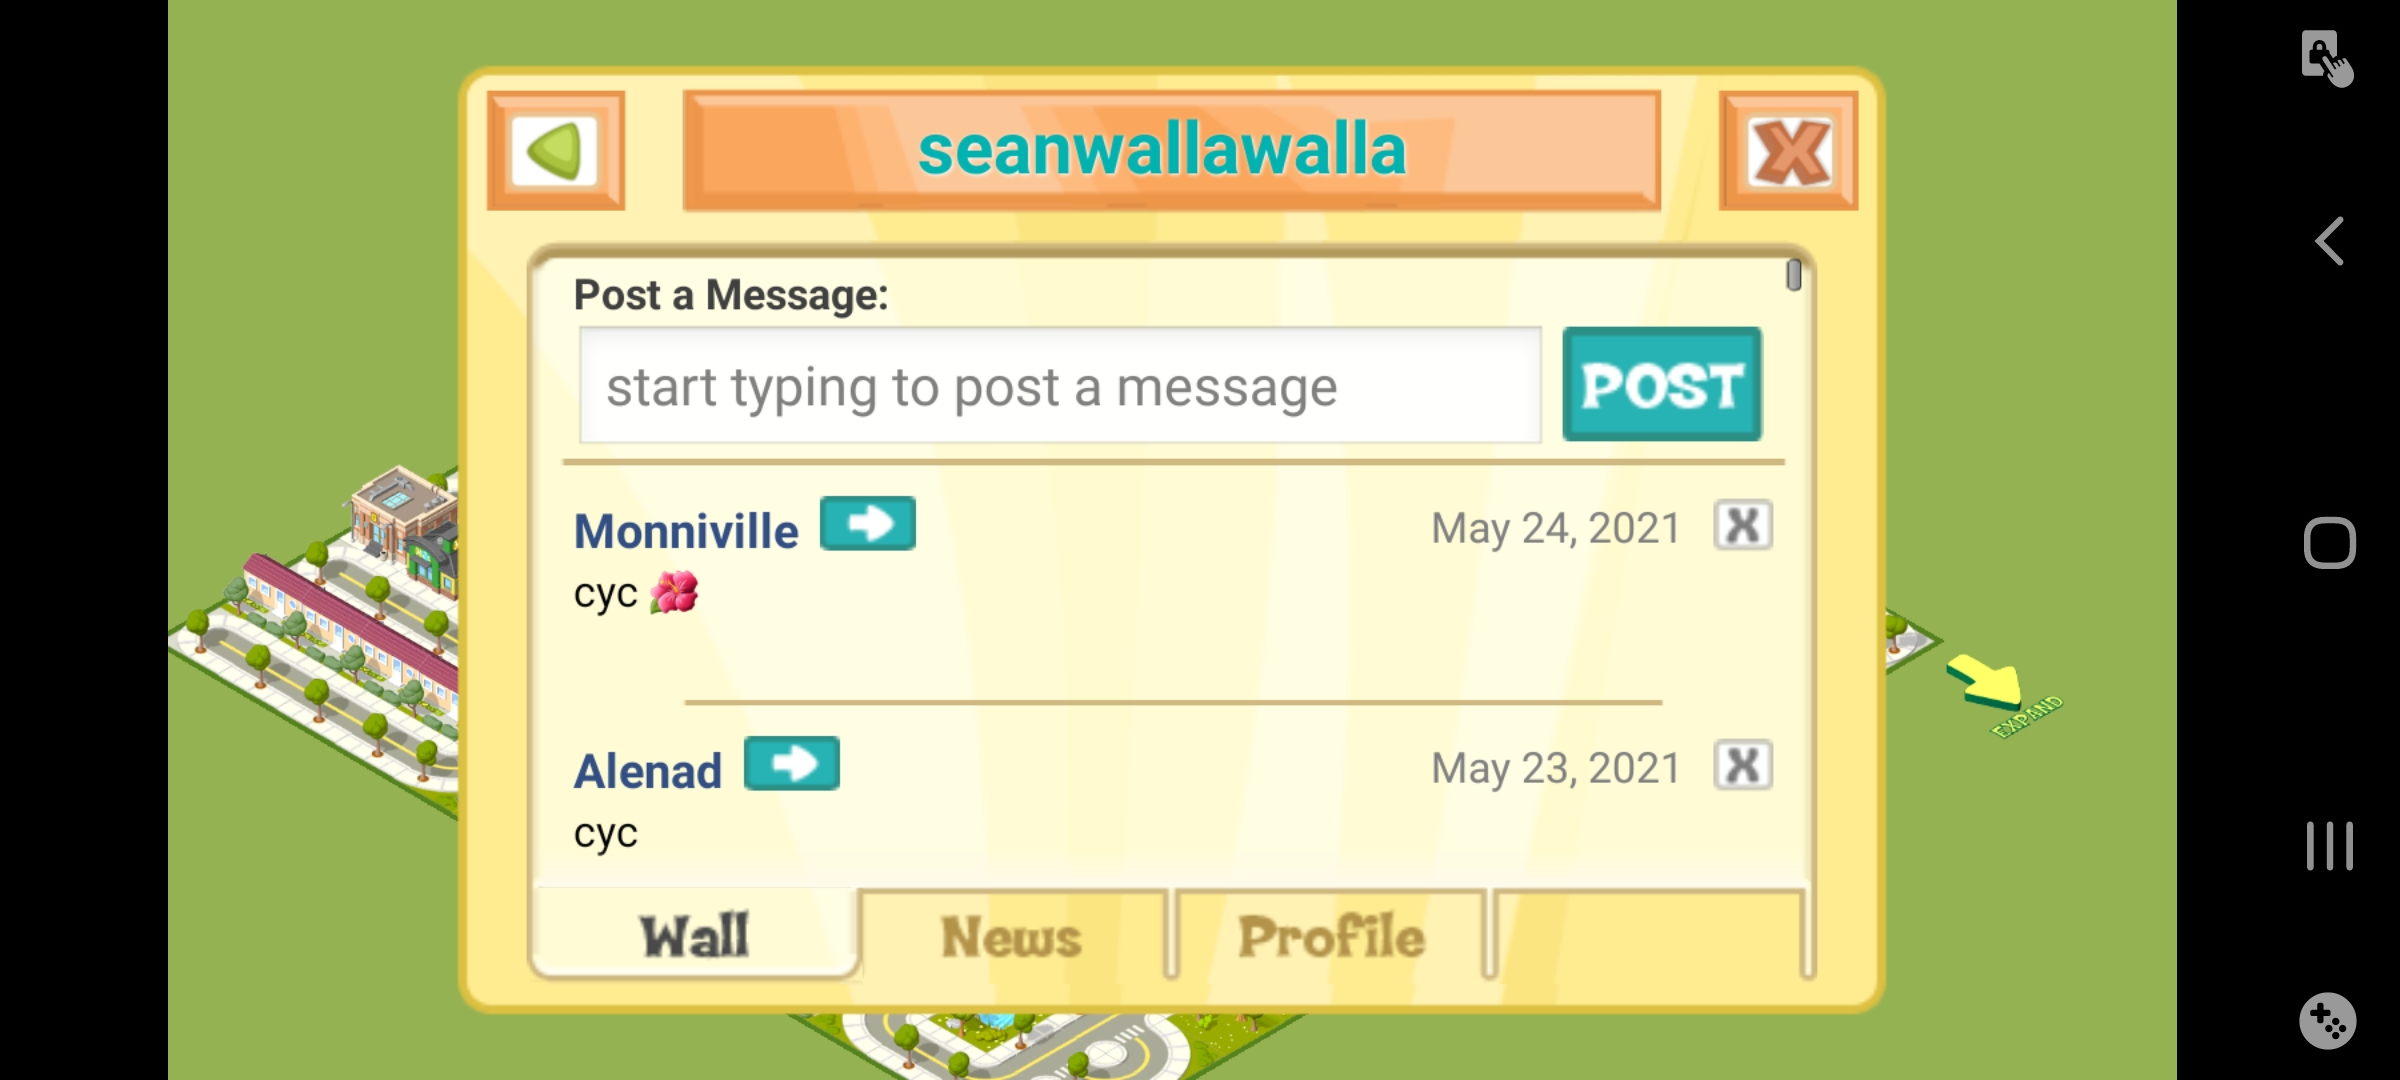 seanwallawalla
Post a Message:
start typing to post a message
POST
Monniville
May 24, 2021
X
cyc 🌺
Alenad
May 23, 2021
X
cyc
EXPAND
Wall
News
Profile